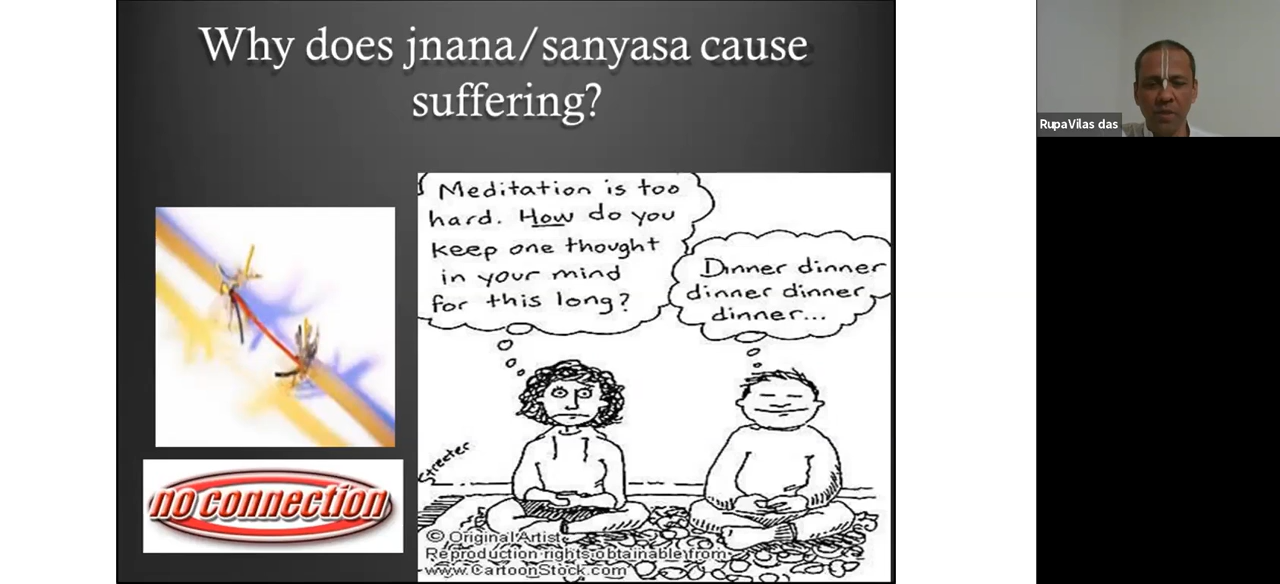 Why does jnana/sanyasa cause
suffering?
Meditation is too
hard. How do you
keep one thought
in your mind
for this long?
Dinner dinner
dinner dinner
dinner...
no connection
Streeter
© Original Artist
Reproduction rights obtainable from
www.CartoonStock.com
RupaVilas das